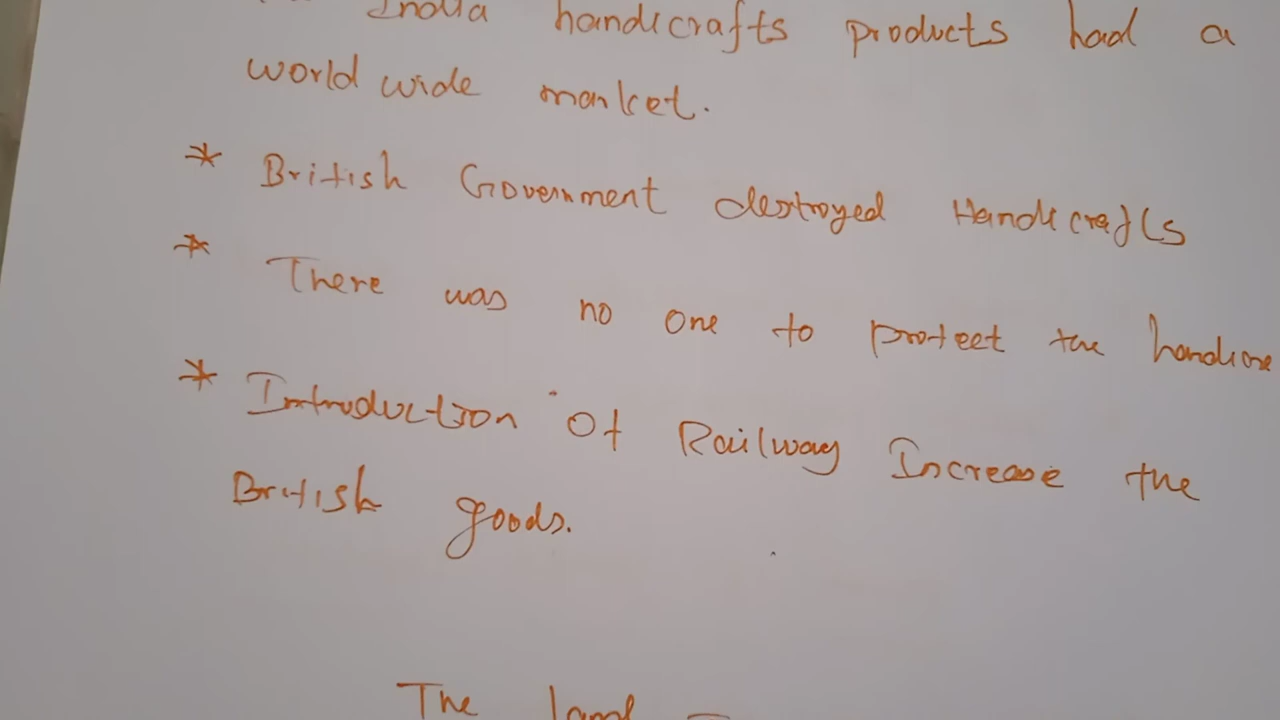 India handicrafts products had a
world wide market.
* British Government destroyed Handicrafts
* There was no one to protect the
* Introduction Of Railway Increase the
British goods.
The land